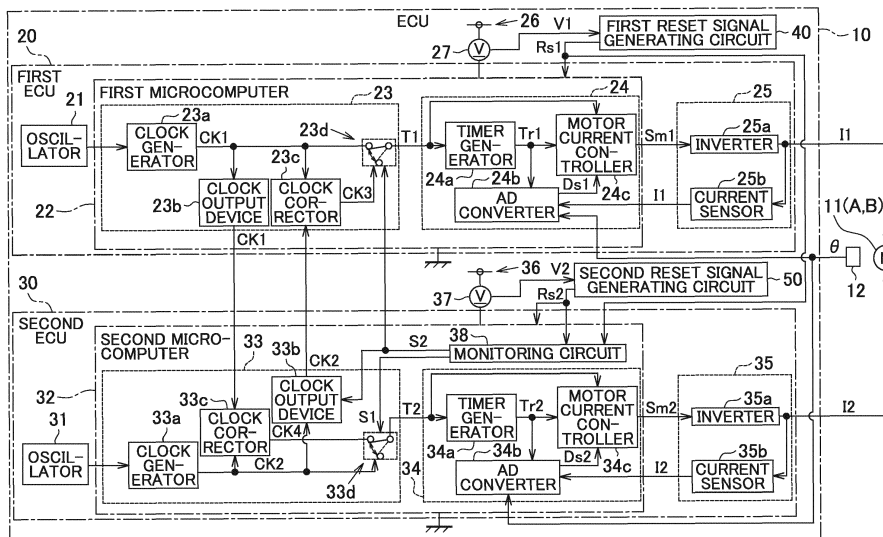 ECU
26
V1
FIRST RESET SIGNAL
GENERATING CIRCUIT
10
20
27
V
Rs1
40
FIRST
ECU
FIRST MICROCOMPUTER
23
24
25
21
23a
23d
OSCIL-
LATOR
CLOCK
GEN-
ERATOR
CK1
23c
T1
TIMER GEN-
ERATOR
Tr1
MOTOR
CURRENT
CON-
TROLLER
Sm1
25a
INVERTER
I1
24a
24b
Ds1
25b
CLOCK
OUTPUT
DEVICE
CLOCK
COR-
RECTOR
CK3
AD
CONVERTER
24c
I1
CURRENT
SENSOR
22
23b
11(A,B)
CK1
θ
12
30
36
V2
SECOND RESET SIGNAL
GENERATING CIRCUIT
37
V
Rs2
50
SECOND
ECU
SECOND MICRO-
COMPUTER
33
33b
CK2
S2
38
MONITORING CIRCUIT
34
35
32
33c
CLOCK
OUTPUT
DEVICE
S1
T2
31
33a
CLOCK
COR-
RECTOR
CK4
TIMER GEN-
ERATOR
Tr2
MOTOR
CURRENT
CON-
TROLLER
Sm2
35a
INVERTER
I2
OSCIL-
LATOR
CLOCK
GEN-
ERATOR
CK2
34a
34b
Ds2
35b
33d
34
AD
CONVERTER
34c
I2
CURRENT
SENSOR